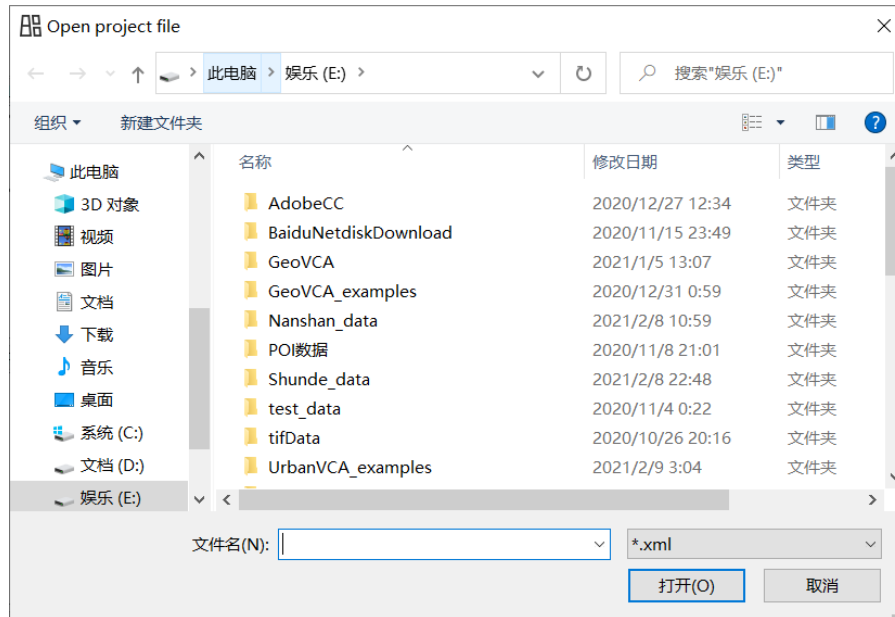 Open project file
此电脑 娱乐 (E:) 搜索"娱乐 (E:)"
组织 新建文件夹
名称 修改日期 类型
此电脑
3D 对象
视频
图片
文档
下载
音乐
桌面
系统 (C:)
文档 (D:)
娱乐 (E:)
AdobeCC 2020/12/27 12:34 文件夹
BaiduNetdiskDownload 2020/11/15 23:49 文件夹
GeoVCA 2021/1/5 13:07 文件夹
GeoVCA_examples 2020/12/31 0:59 文件夹
Nanshan_data 2021/2/8 10:59 文件夹
POI数据 2020/11/8 21:01 文件夹
Shunde_data 2021/2/8 22:48 文件夹
test_data 2020/11/4 0:22 文件夹
tifData 2020/10/26 20:16 文件夹
UrbanVCA_examples 2021/2/9 3:04 文件夹
文件名(N): *.xml
打开(O) 取消